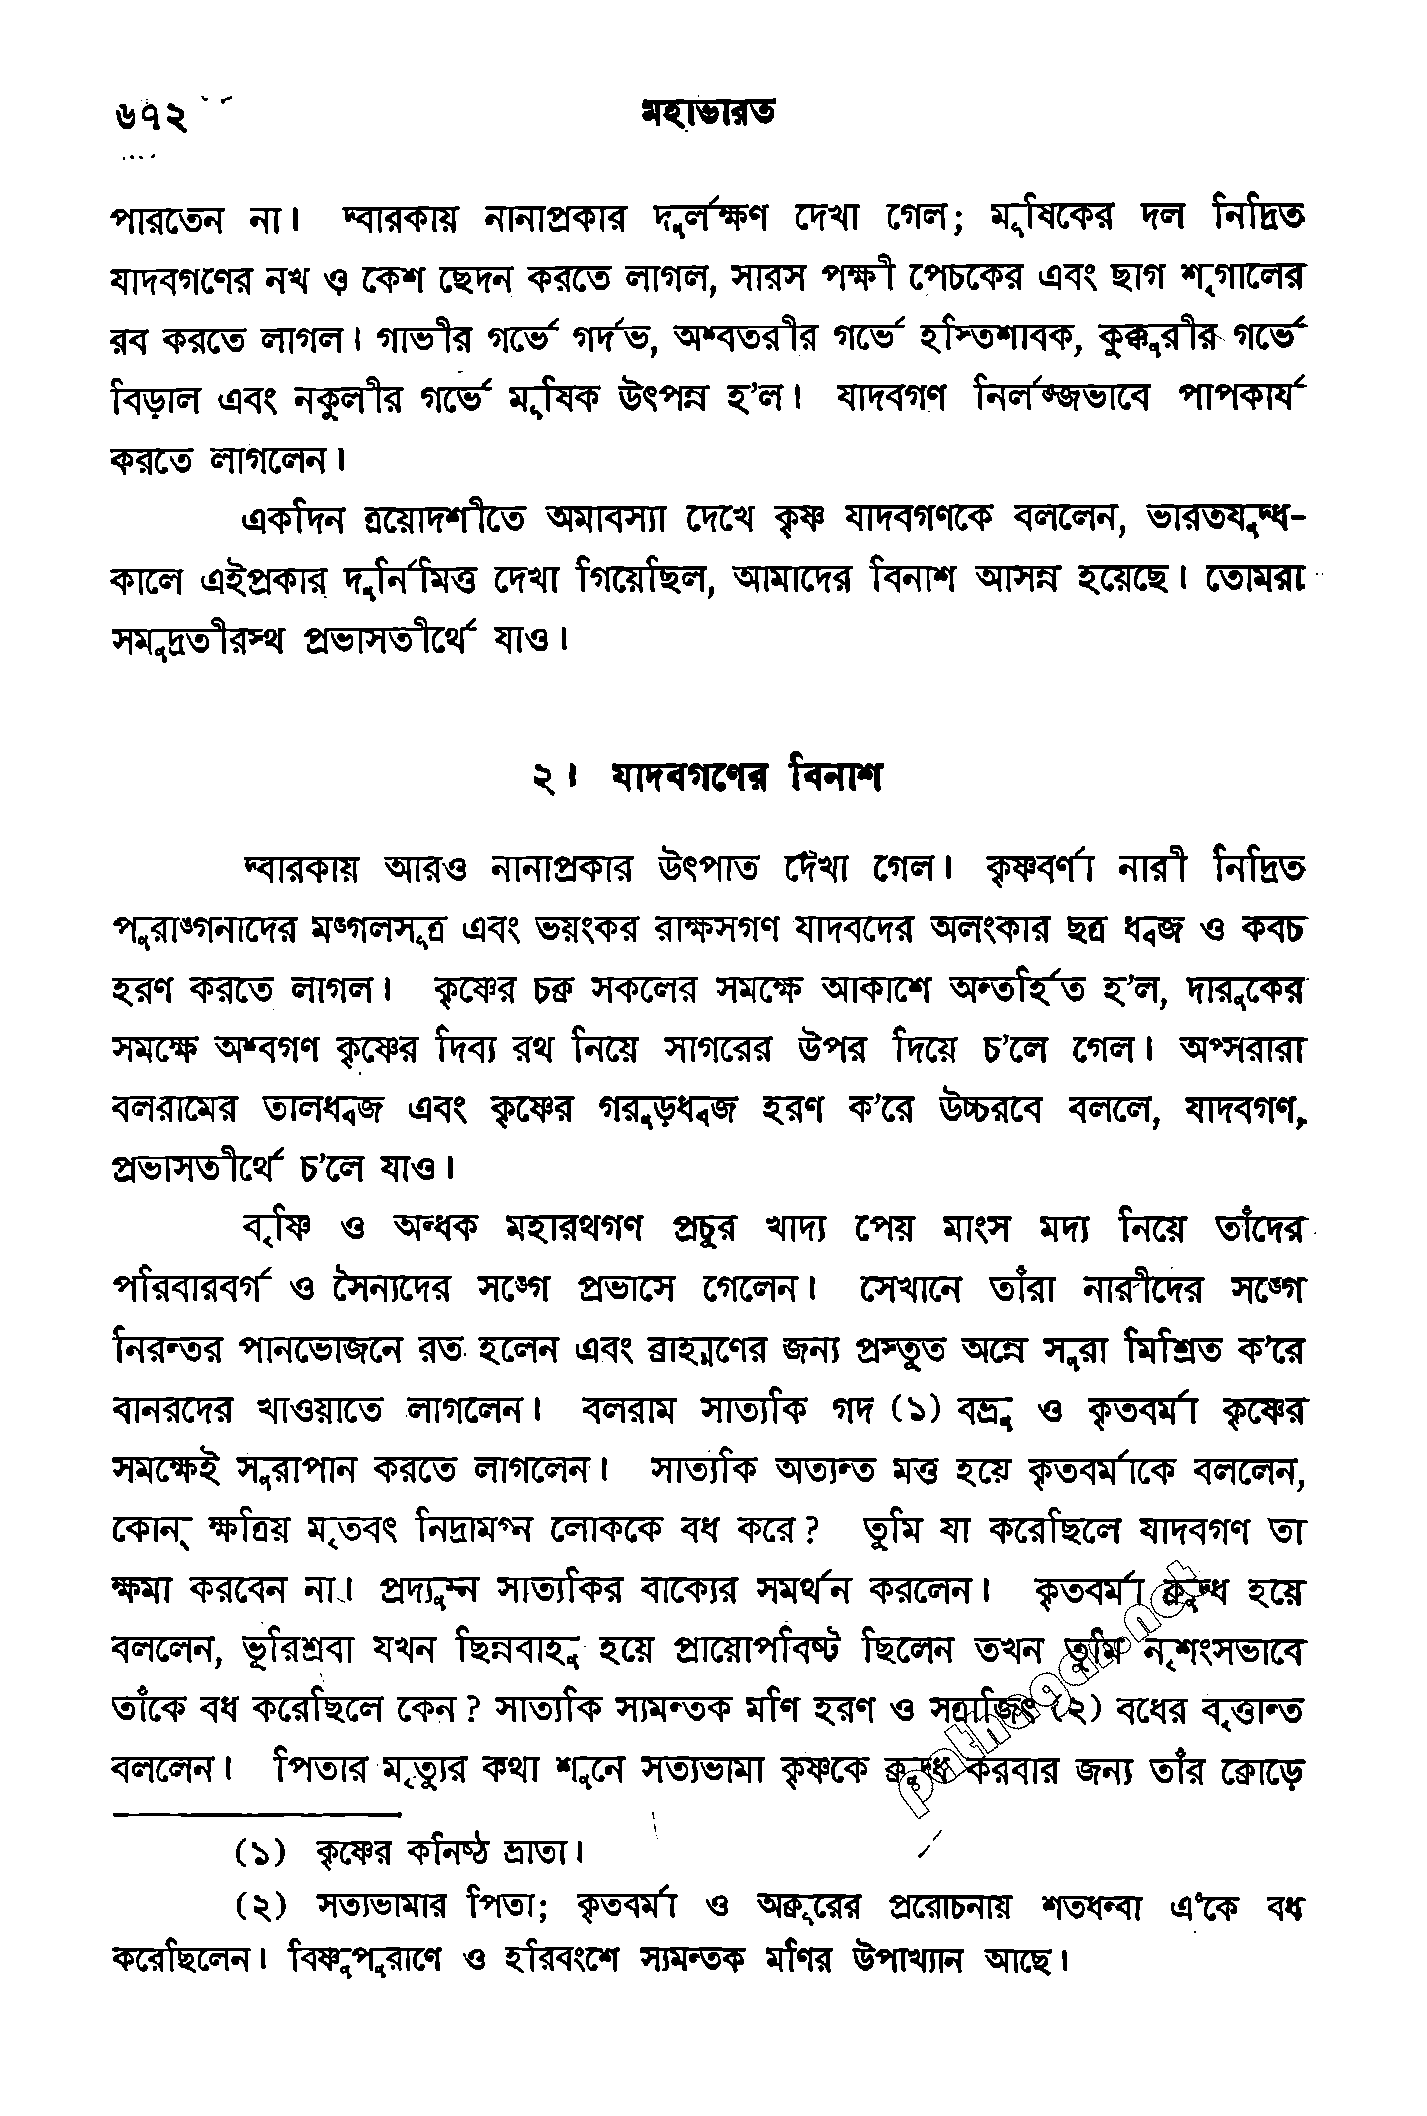 ৬৭২ মহাভারত
পারতেন না। দ্বারকায় নানাপ্রকার দুর্লক্ষণ দেখা গেল; মূষিকের দল নিদ্রিত
যাদবগণের নখ ও কেশ ছেদন করতে লাগল, সারস পক্ষী পেচকের এবং ছাগ শৃগালের
রব করতে লাগল। গাভীর গর্ভে গর্দভ, অশ্বতরীর গর্ভে হস্তিশাবক, কুক্কুরীর গর্ভে
বিড়াল এবং নকুলীর গর্ভে মূষিক উৎপন্ন হ’ল। যাদবগণ নির্লজ্জভাবে পাপকার্য
করতে লাগলেন।
একদিন ত্রয়োদশীতে অমাবস্যা দেখে কৃষ্ণ যাদবগণকে বললেন, ভারতযুদ্ধ-
কালে এইপ্রকার দুর্নিমিত্ত দেখা গিয়েছিল, আমাদের বিনাশ আসন্ন হয়েছে। তোমরা
সমুদ্রতীরস্থ প্রভাসতীর্থে যাও।
২। যাদবগণের বিনাশ
দ্বারকায় আরও নানাপ্রকার উৎপাত দেখা গেল। কৃষ্ণবর্ণা নারী নিদ্রিত
পুরাঙ্গনাদের মঙ্গলসূত্র এবং ভয়ংকর রাক্ষসগণ যাদবদের অলংকার ছত্র ধ্বজ ও কবচ
হরণ করতে লাগল। কৃষ্ণের চক্র সকলের সমক্ষে আকাশে অন্তর্হিত হ’ল, দারুকের
সমক্ষে অশ্বগণ কৃষ্ণের দিব্য রথ নিয়ে সাগরের উপর দিয়ে চ’লে গেল। অপ্সরারা
বলরামের তালধ্বজ এবং কৃষ্ণের গরুড়ধ্বজ হরণ ক’রে উচ্চরবে বললে, যাদবগণ,
প্রভাসতীর্থে চ’লে যাও।
বৃষ্ণি ও অন্ধক মহারথগণ প্রচুর খাদ্য পেয় মাংস মদ্য নিয়ে তাঁদের
পরিবারবর্গ ও সৈন্যদের সঙ্গে প্রভাসে গেলেন। সেখানে তাঁরা নারীদের সঙ্গে
নিরন্তর পানভোজনে রত হলেন এবং ব্রাহ্মণের জন্য প্রস্তুত অন্নে সুরা মিশ্রিত ক’রে
বানরদের খাওয়াতে লাগলেন। বলরাম সাত্যকি গদ (১) বভ্রু ও কৃতবর্মা কৃষ্ণের
সমক্ষেই সুরাপান করতে লাগলেন। সাত্যকি অত্যন্ত মত্ত হয়ে কৃতবর্মাকে বললেন,
কোন্ ক্ষত্রিয় মৃতবৎ নিদ্রামগ্ন লোককে বধ করে? তুমি যা করেছিলে যাদবগণ তা
ক্ষমা করবেন না। প্রদ্যুম্ন সাত্যকির বাক্যের সমর্থন করলেন। কৃতবর্মা ক্রুদ্ধ হয়ে
বললেন, ভূরিশ্রবা যখন ছিন্নবাহু হয়ে প্রায়োপবিষ্ট ছিলেন তখন তুমি নৃশংসভাবে
তাঁকে বধ করেছিলে কেন? সাত্যকি স্যমন্তক মণি হরণ ও সত্রাজিৎ (২) বধের বৃত্তান্ত
বললেন। পিতার মৃত্যুর কথা শুনে সত্যভামা কৃষ্ণকে ক্রুদ্ধ করবার জন্য তাঁর ক্রোড়ে
pathagar.net
(১) কৃষ্ণের কনিষ্ঠ ভ্রাতা।
(২) সত্যভামার পিতা; কৃতবর্মা ও অক্রূরের প্ররোচনায় শতধন্বা এঁকে বধ
করেছিলেন। বিষ্ণুপুরাণে ও হরিবংশে স্যমন্তক মণির উপাখ্যান আছে।